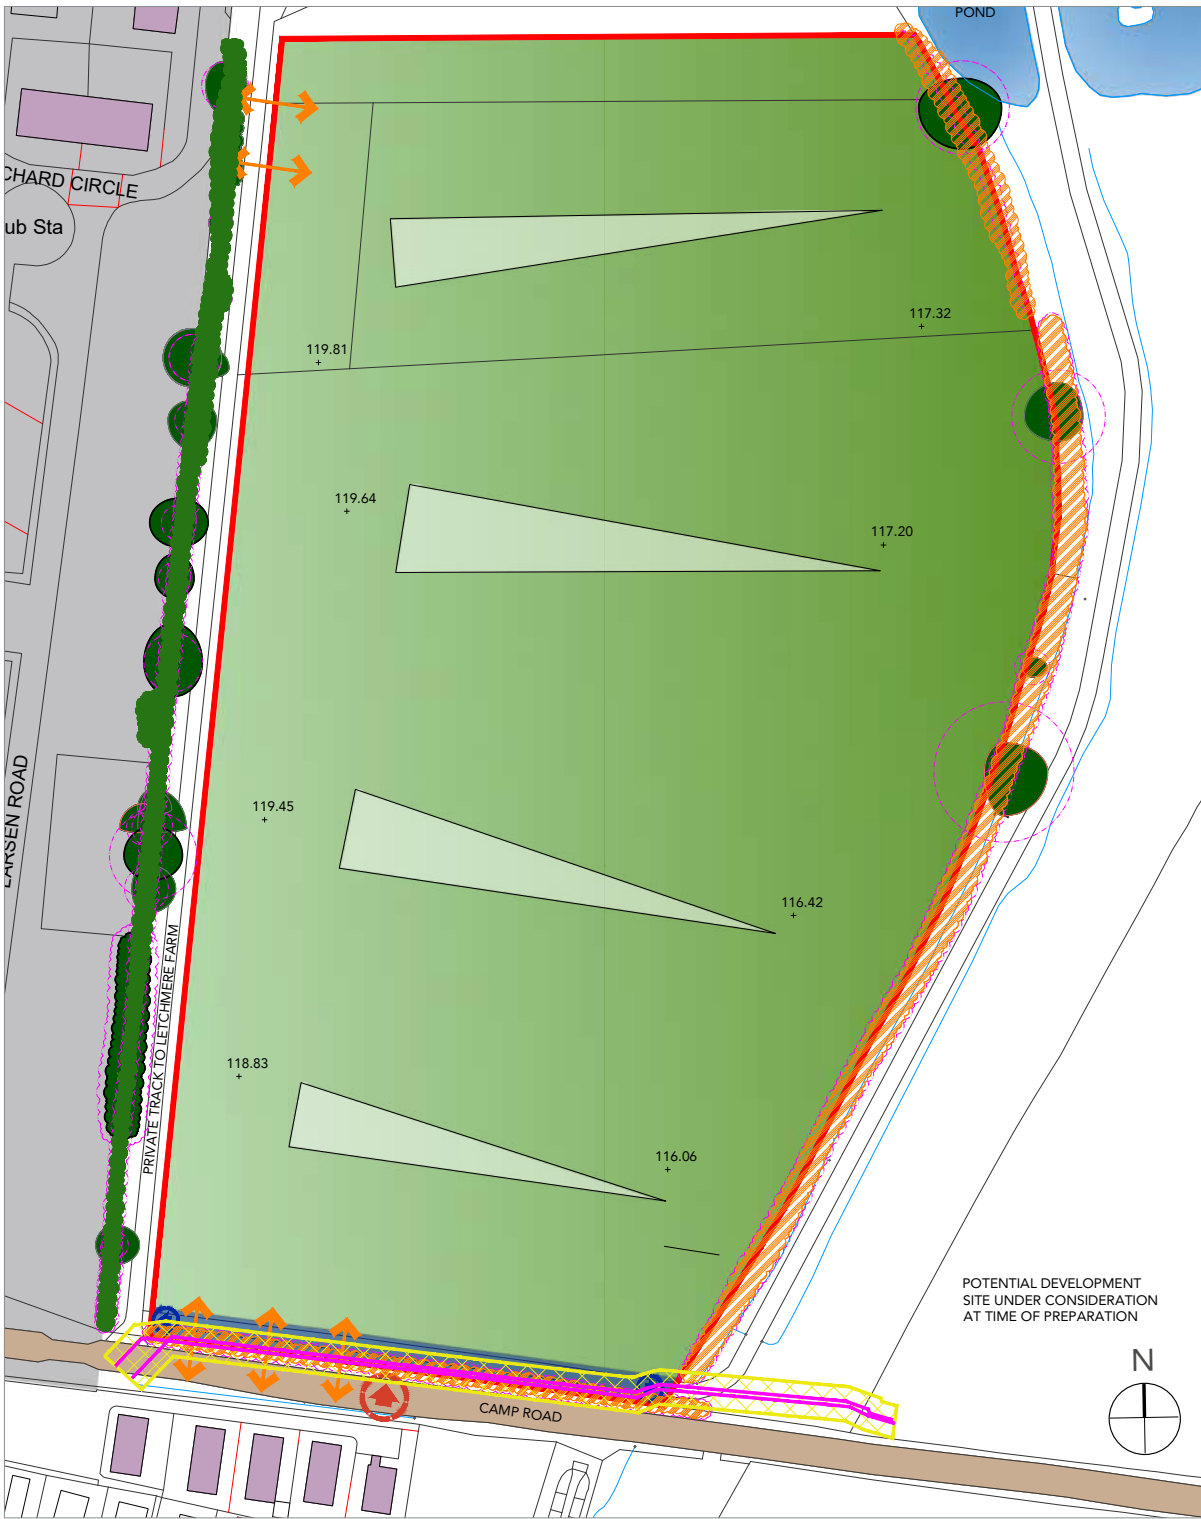 POND
CHARD CIRCLE
ub Sta
117.32
119.81
119.64
117.20
LARSEN ROAD
119.45
116.42
PRIVATE TRACK TO LETCHMERE FARM
118.83
116.06
POTENTIAL DEVELOPMENT
SITE UNDER CONSIDERATION
AT TIME OF PREPARATION
N
CAMP ROAD